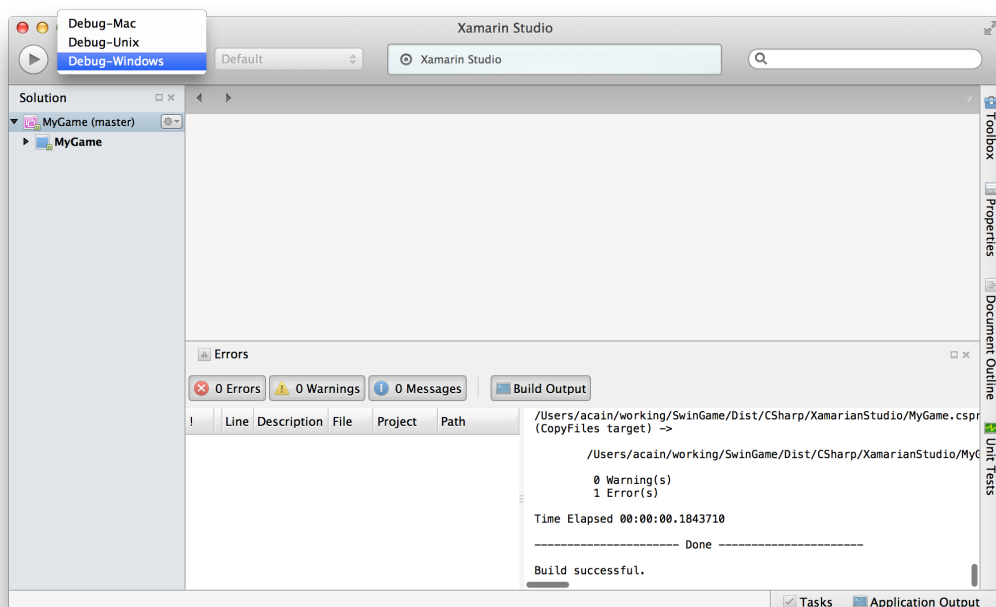 Debug-Mac
Debug-Unix
Debug-Windows
Xamarin Studio
Default
Xamarin Studio
Solution
MyGame (master)
MyGame
Toolbox
Properties
Document Outline
Unit Tests
Errors
0 Errors
0 Warnings
0 Messages
Build Output
! Line Description File Project Path
/Users/acain/working/SwinGame/Dist/CSharp/XamarianStudio/MyGame.cspr
(CopyFiles target) ->
/Users/acain/working/SwinGame/Dist/CSharp/XamarianStudio/MyG
0 Warning(s)
1 Error(s)
Time Elapsed 00:00:00.1843710
---------------------- Done ----------------------
Build successful.
Tasks
Application Output